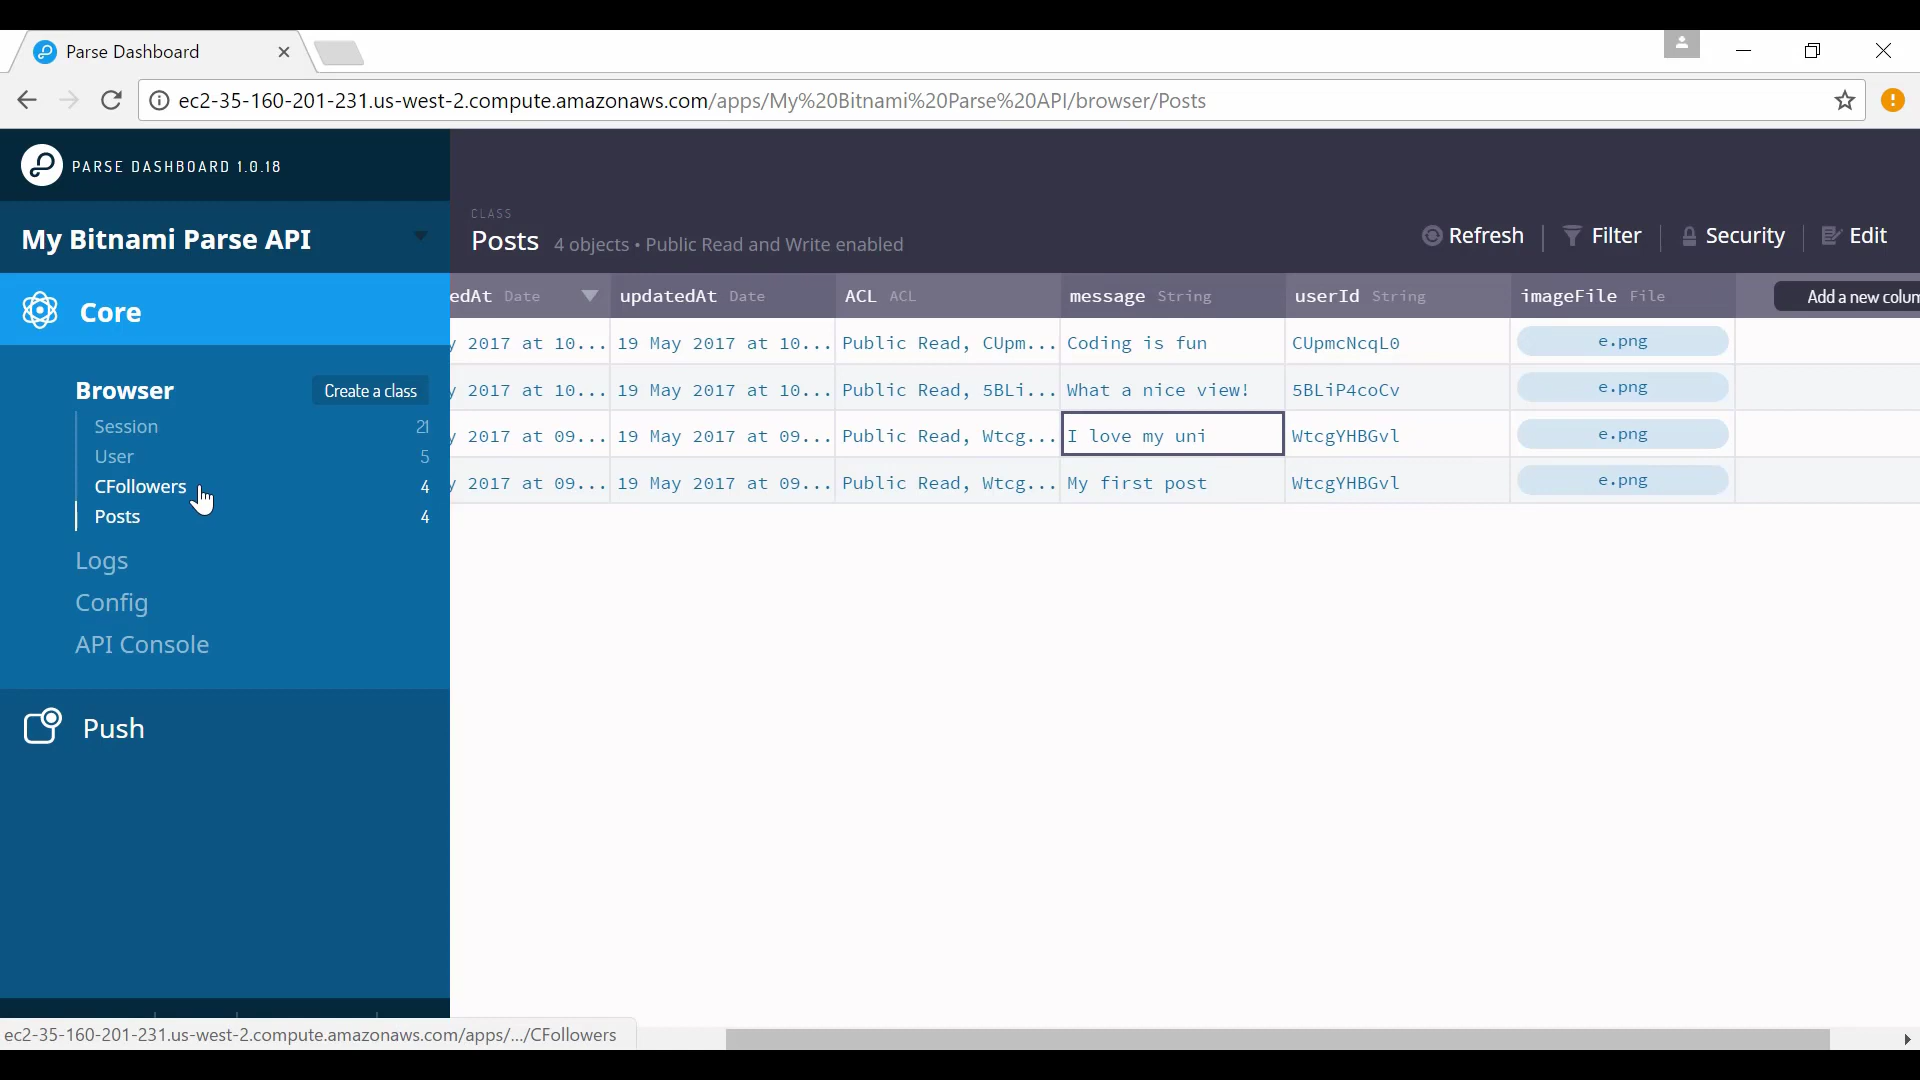 Parse Dashboard
ec2-35-160-201-231.us-west-2.compute.amazonaws.com/apps/My%20Bitnami%20Parse%20API/browser/Posts
PARSE DASHBOARD 1.0.18
My Bitnami Parse API
CLASS
Posts 4 objects • Public Read and Write enabled
Refresh Filter Security Edit
Core
edAt Date updatedAt Date ACL ACL message String userId String imageFile File Add a new colum
y 2017 at 10... 19 May 2017 at 10... Public Read, CUpm... Coding is fun CUpmcNcqL0 e.png
y 2017 at 10... 19 May 2017 at 10... Public Read, 5BLi... What a nice view! 5BLiP4coCv e.png
y 2017 at 09... 19 May 2017 at 09... Public Read, Wtcg... I love my uni WtcgYHBGvl e.png
y 2017 at 09... 19 May 2017 at 09... Public Read, Wtcg... My first post WtcgYHBGvl e.png
Browser Create a class
Session 21
User 5
CFollowers 4
Posts 4
Logs
Config
API Console
Push
ec2-35-160-201-231.us-west-2.compute.amazonaws.com/apps/.../CFollowers